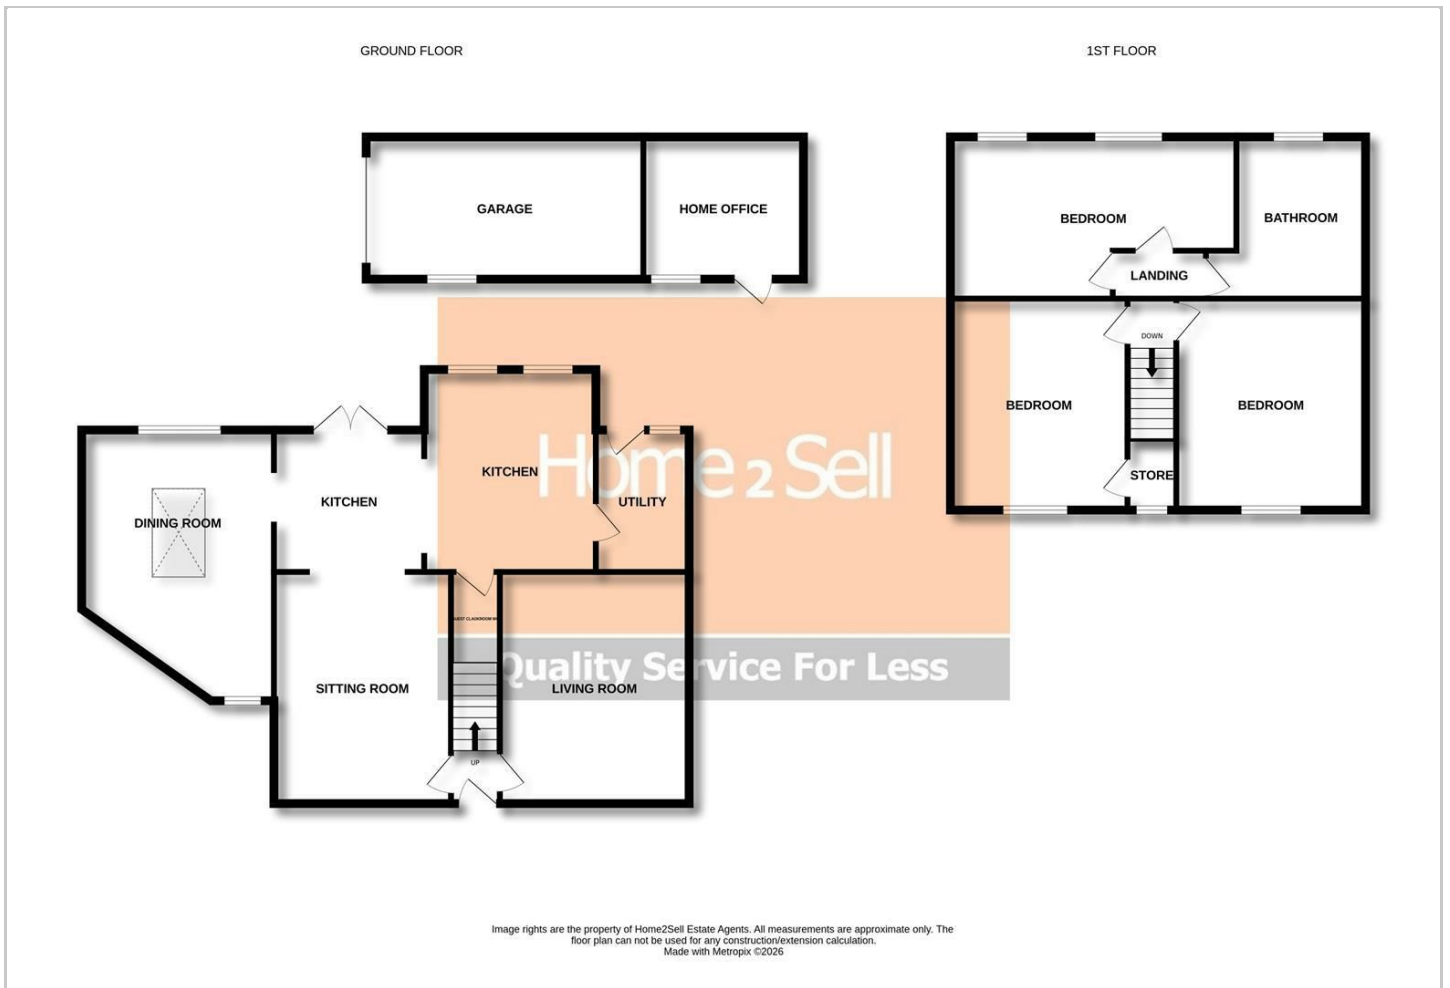 GROUND FLOOR
1ST FLOOR
GARAGE
HOME OFFICE
BEDROOM
BATHROOM
LANDING
DOWN
BEDROOM
BEDROOM
STORE
KITCHEN
KITCHEN
UTILITY
DINING ROOM
Home 2 Sell
Quality Service For Less
SITTING ROOM
LIVING ROOM
UP
Image rights are the property of Home2Sell Estate Agents. All measurements are approximate only. The
floor plan can not be used for any construction/extension calculation.
Made with Metropix ©2026